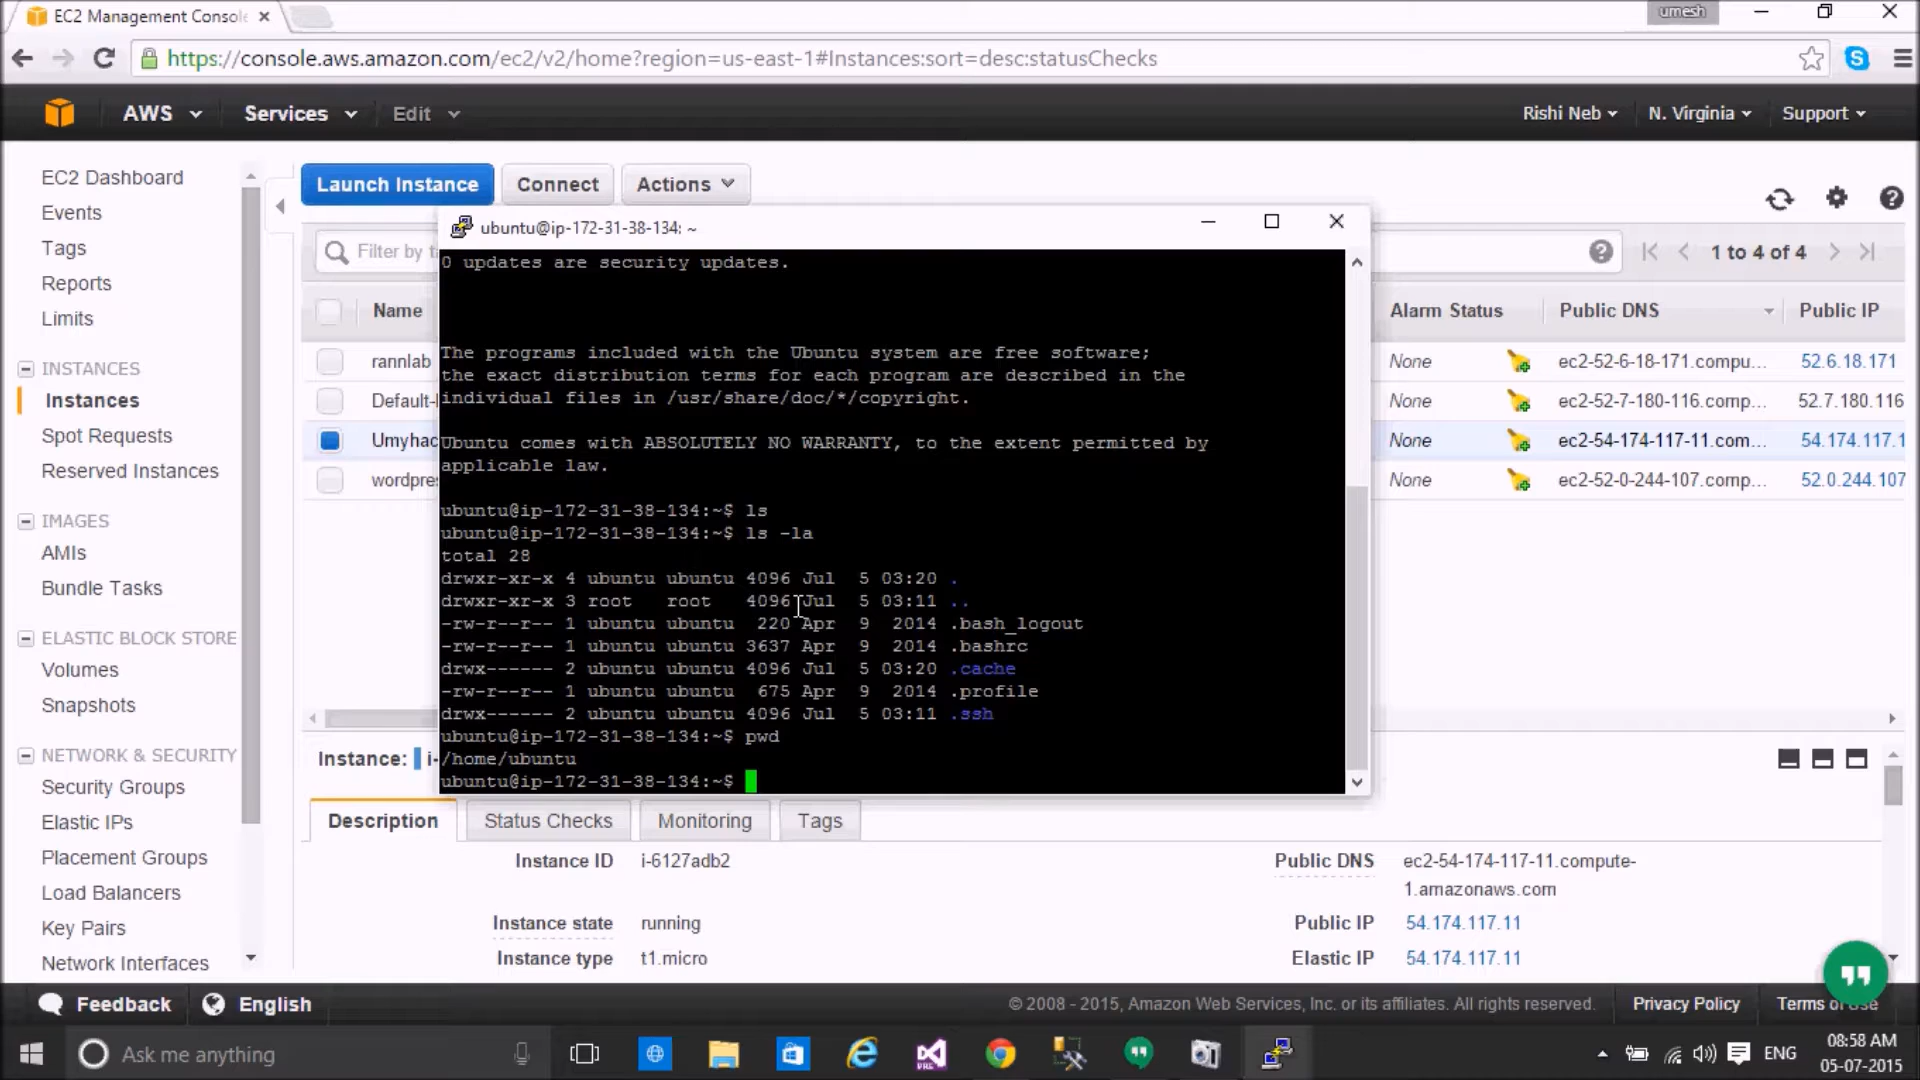 EC2 Management Console
umesh
https://console.aws.amazon.com/ec2/v2/home?region=us-east-1#Instances:sort=desc:statusChecks
AWS Services Edit Rishi Neb N. Virginia Support
EC2 Dashboard
Events
Tags
Reports
Limits
INSTANCES
Instances
Spot Requests
Reserved Instances
IMAGES
AMIs
Bundle Tasks
ELASTIC BLOCK STORE
Volumes
Snapshots
NETWORK & SECURITY
Security Groups
Elastic IPs
Placement Groups
Load Balancers
Key Pairs
Network Interfaces
Launch Instance Connect Actions
Filter by t
1 to 4 of 4
Name Alarm Status Public DNS Public IP
rannlab None ec2-52-6-18-171.compu... 52.6.18.171
Default- None ec2-52-7-180-116.comp... 52.7.180.116
Umyhac None ec2-54-174-117-11.com... 54.174.117.1
wordpre None ec2-52-0-244-107.comp... 52.0.244.107
ubuntu@ip-172-31-38-134: ~
0 updates are security updates.
The programs included with the Ubuntu system are free software;
the exact distribution terms for each program are described in the
individual files in /usr/share/doc/*/copyright.
Ubuntu comes with ABSOLUTELY NO WARRANTY, to the extent permitted by
applicable law.
ubuntu@ip-172-31-38-134:~$ ls
ubuntu@ip-172-31-38-134:~$ ls -la
total 28
drwxr-xr-x 4 ubuntu ubuntu 4096 Jul 5 03:20 .
drwxr-xr-x 3 root root 4096 Jul 5 03:11 ..
-rw-r--r-- 1 ubuntu ubuntu 220 Apr 9 2014 .bash_logout
-rw-r--r-- 1 ubuntu ubuntu 3637 Apr 9 2014 .bashrc
drwx------ 2 ubuntu ubuntu 4096 Jul 5 03:20 .cache
-rw-r--r-- 1 ubuntu ubuntu 675 Apr 9 2014 .profile
drwx------ 2 ubuntu ubuntu 4096 Jul 5 03:11 .ssh
ubuntu@ip-172-31-38-134:~$ pwd
/home/ubuntu
ubuntu@ip-172-31-38-134:~$
Instance: i-
Description Status Checks Monitoring Tags
Instance ID i-6127adb2
Instance state running
Instance type t1.micro
Public DNS ec2-54-174-117-11.compute-
1.amazonaws.com
Public IP 54.174.117.11
Elastic IP 54.174.117.11
Feedback English © 2008 - 2015, Amazon Web Services, Inc. or its affiliates. All rights reserved. Privacy Policy Terms of Use
Ask me anything
ENG
08:58 AM
05-07-2015